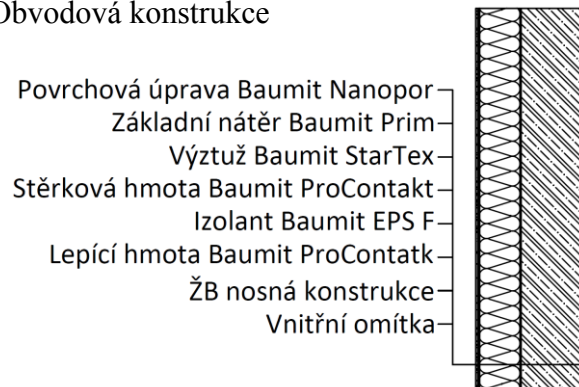 Obvodová konstrukce
Povrchová úprava Baumit Nanopor
Základní nátěr Baumit Prim
Výztuž Baumit StarTex
Stěrková hmota Baumit ProContakt
Izolant Baumit EPS F
Lepící hmota Baumit ProContatk
ŽB nosná konstrukce
Vnitřní omítka